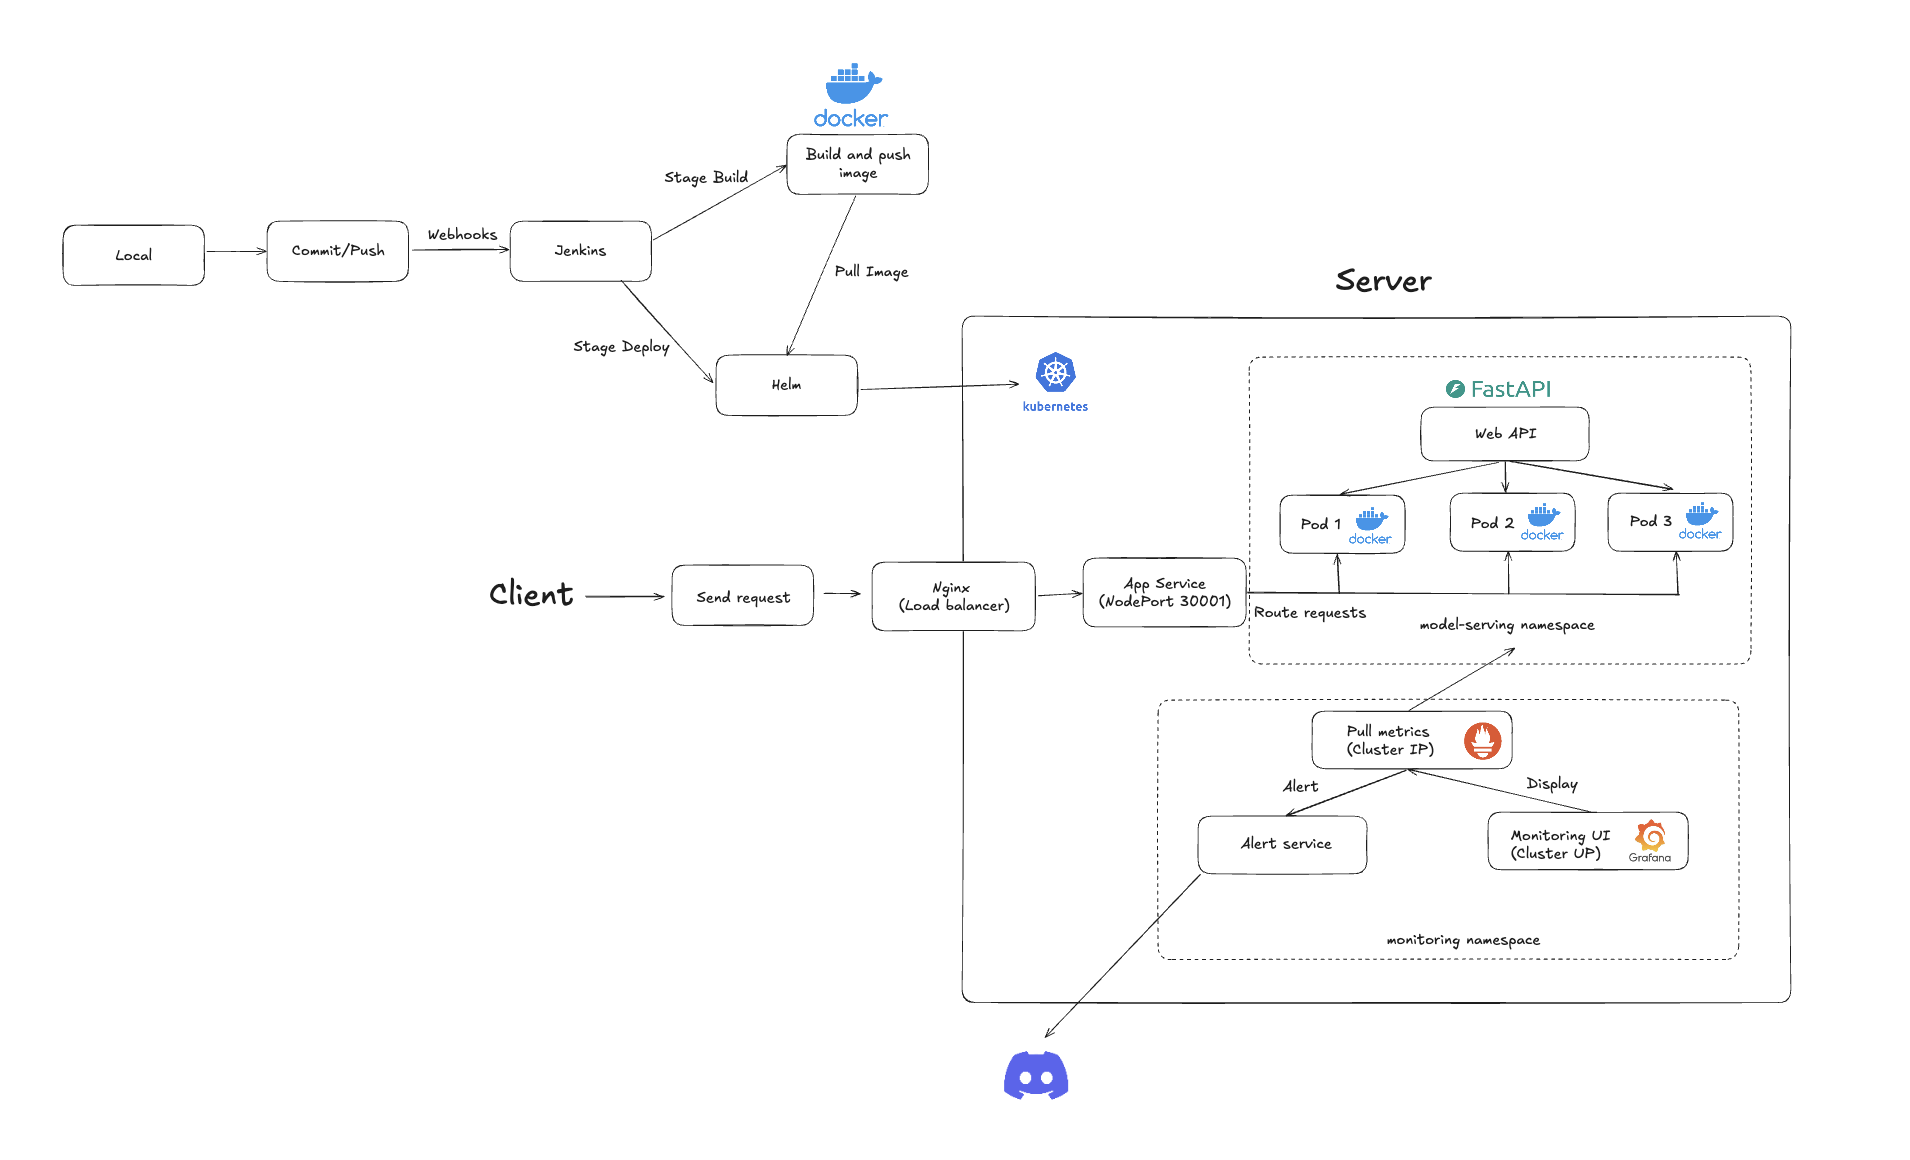 docker
Build and push
image
Stage Build
Local
Commit/Push
Webhooks
Jenkins
Pull Image
Stage Deploy
Helm
Server
kubernetes
FastAPI
Web API
Pod 1
docker
Pod 2
docker
Pod 3
docker
Client
Send request
Nginx
(Load balancer)
App Service
(NodePort 30001)
Route requests
model-serving namespace
Pull metrics
(Cluster IP)
Alert
Display
Alert service
Monitoring UI
(Cluster UP)
Grafana
monitoring namespace